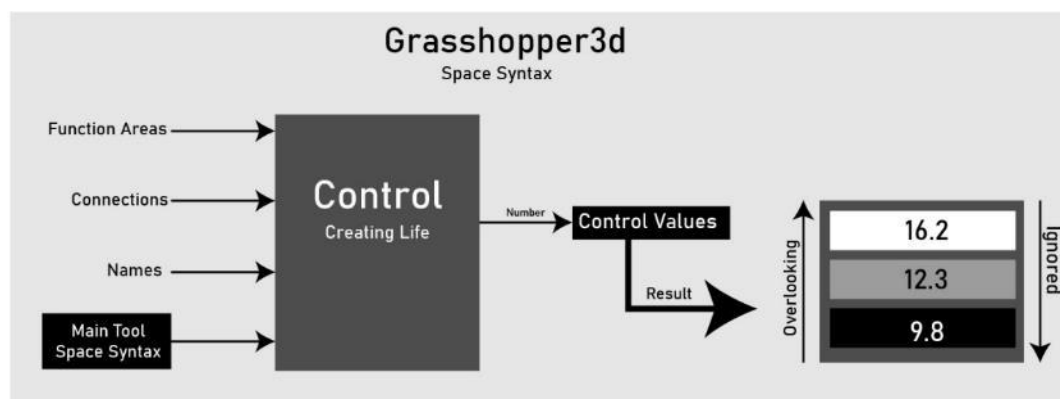 Grasshopper3d
Space Syntax
Function Areas
Connections
Names
Main Tool
Space Syntax
Control
Creating Life
Number
Control Values
Result
Overlooking
16.2
12.3
9.8
Ignored